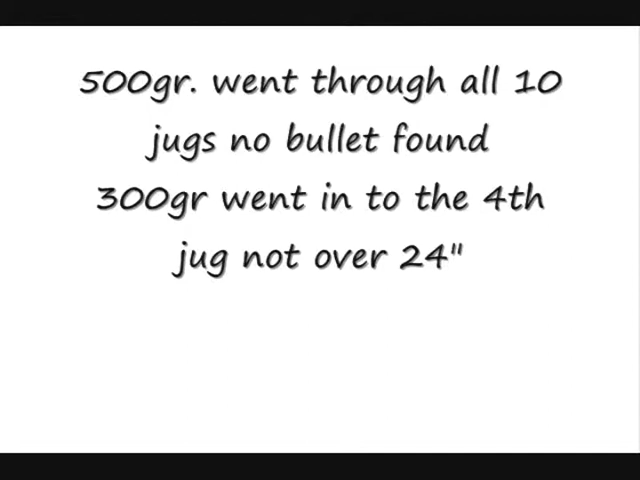 500gr. went through all 10
jugs no bullet found
300gr went in to the 4th
jug not over 24"